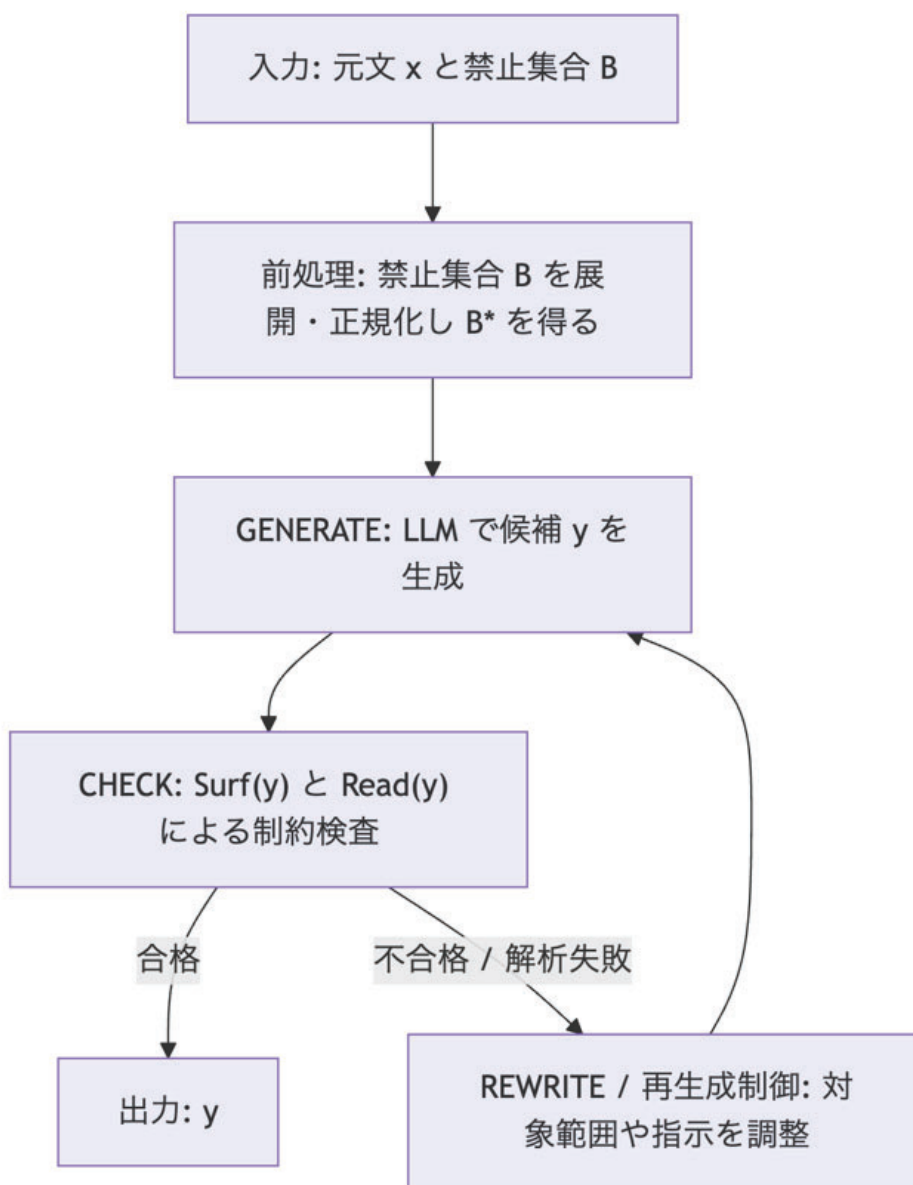 入力: 元文 x と禁止集合 B
前処理: 禁止集合 B を展
開・正規化し B* を得る
GENERATE: LLM で候補 y を
生成
CHECK: Surf(y) と Read(y)
による制約検査
合格
不合格 / 解析失敗
出力: y
REWRITE / 再生成制御: 対
象範囲や指示を調整